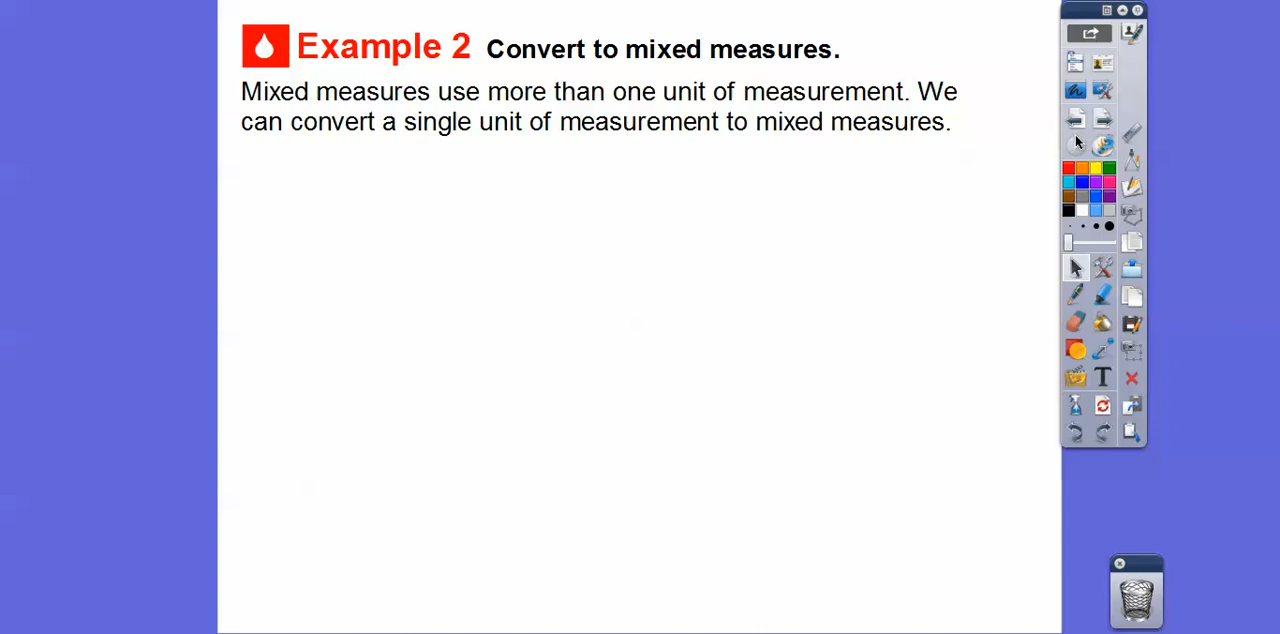 Example 2 Convert to mixed measures.
Mixed measures use more than one unit of measurement. We
can convert a single unit of measurement to mixed measures.